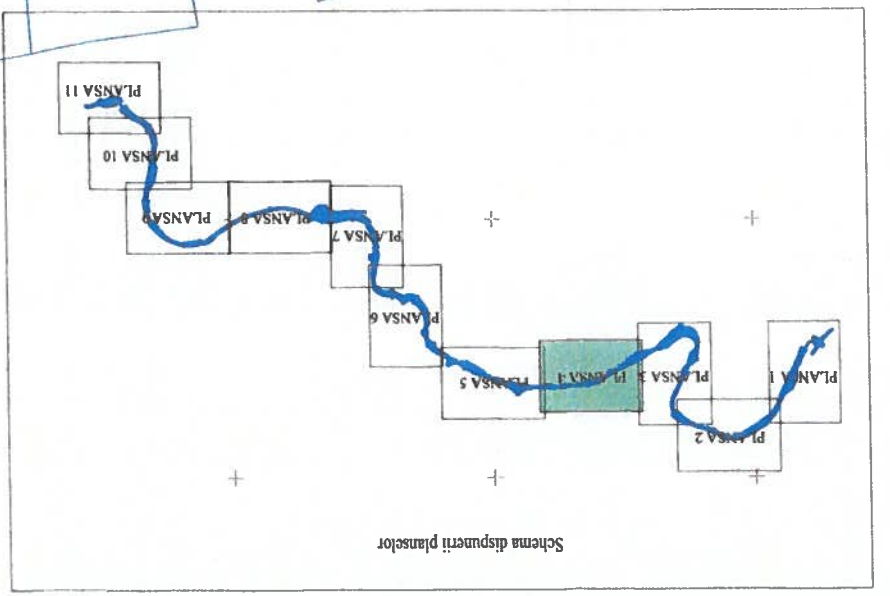 Schema dispunerii planselor
PLANSA 1
PLANSA 2
PLANSA 3
PLANSA 4
PLANSA 5
PLANSA 6
PLANSA 7
PLANSA 8
PLANSA 9
PLANSA 10
PLANSA 11